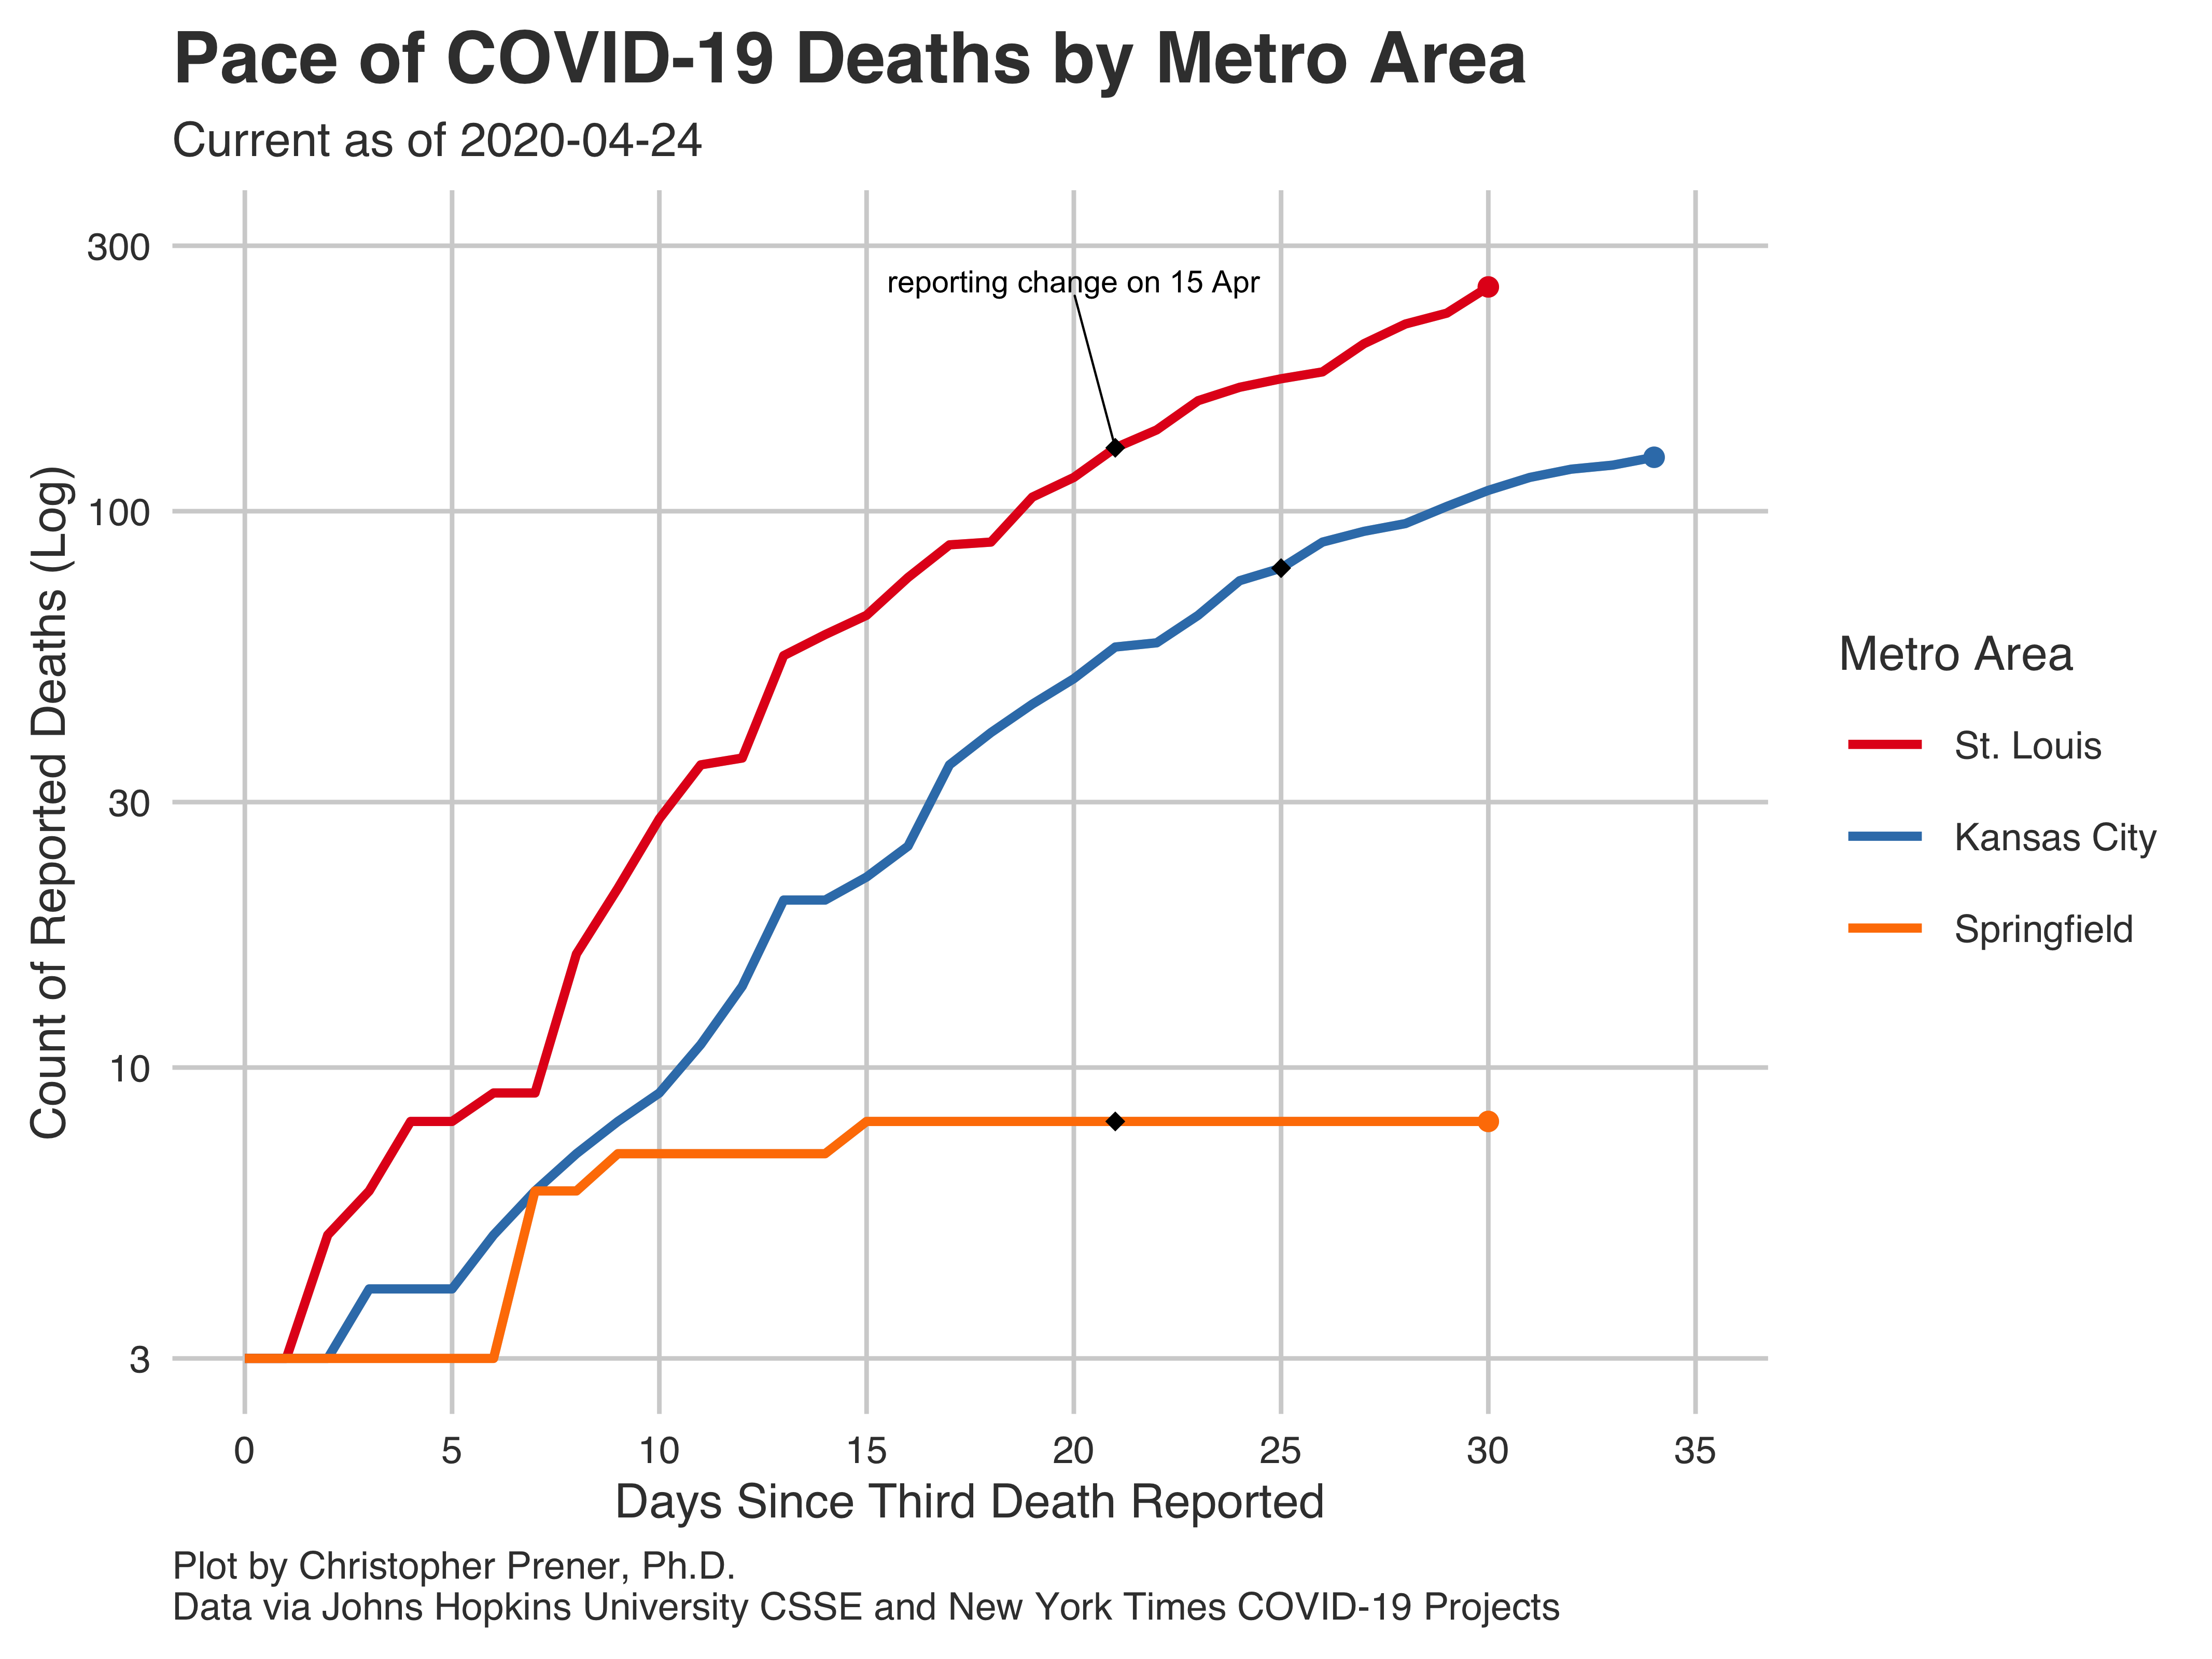 Pace of COVID-19 Deaths by Metro Area
Current as of 2020-04-24
Count of Reported Deaths (Log)
300
100
30
10
3
reporting change on 15 Apr
0 5 10 15 20 25 30 35
Days Since Third Death Reported
Metro Area
St. Louis
Kansas City
Springfield
Plot by Christopher Prener, Ph.D.
Data via Johns Hopkins University CSSE and New York Times COVID-19 Projects